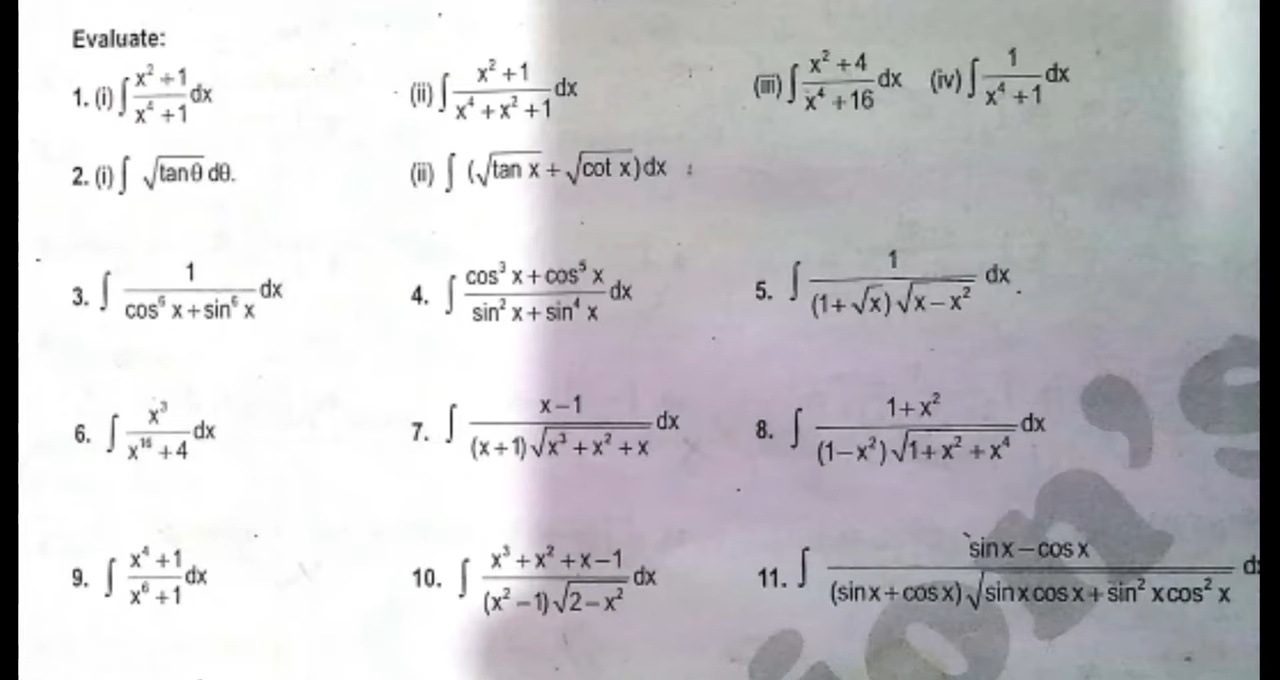 Evaluate:
1. (i) ∫ (x² + 1)/(x⁴ + 1) dx (ii) ∫ (x² + 1)/(x⁴ + x² + 1) dx (iii) ∫ (x² + 4)/(x⁴ + 16) dx (iv) ∫ 1/(x⁴ + 1) dx
2. (i) ∫ √(tanθ) dθ. (ii) ∫ (√(tan x) + √(cot x)) dx
3. ∫ 1/(cos⁶ x + sin⁶ x) dx 4. ∫ (cos³ x + cos⁵ x)/(sin² x + sin⁴ x) dx 5. ∫ 1/((1 + √x) √(x − x²)) dx.
6. ∫ x³/(x¹⁶ + 4) dx 7. ∫ (x − 1)/((x + 1) √(x³ + x² + x)) dx 8. ∫ (1 + x²)/((1 − x²) √(1 + x² + x⁴)) dx
9. ∫ (x⁴ + 1)/(x⁶ + 1) dx 10. ∫ (x³ + x² + x − 1)/((x² − 1) √(2 − x²)) dx 11. ∫ (sin x − cos x)/((sin x + cos x) √(sin x cos x + sin² x cos² x)) d